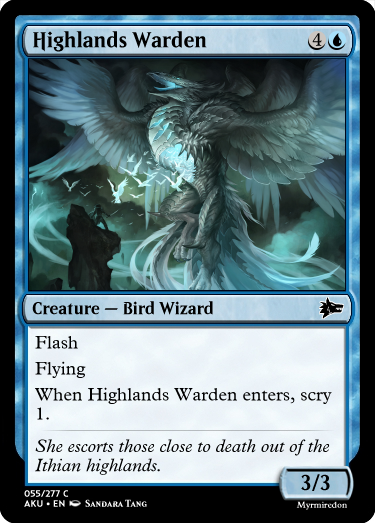 Highlands Warden 4
Creature — Bird Wizard
Flash
Flying
When Highlands Warden enters, scry
1.
She escorts those close to death out of the
Ithian highlands.
3/3
055/277 C
AKU • EN Sandara Tang
Myrmiredon